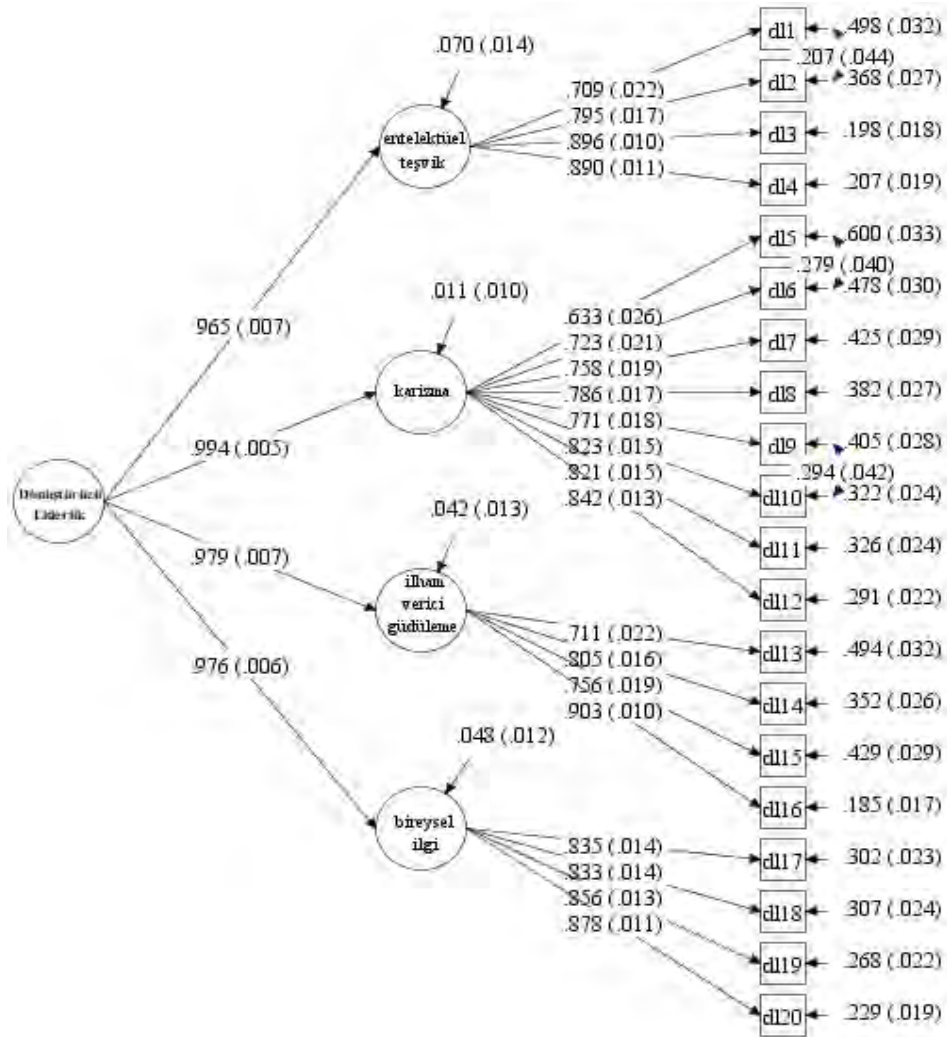 .070 (.014)
entelektüel
teşvik
.709 (.022)
.795 (.017)
.896 (.010)
.890 (.011)
dl1
.498 (.032)
.207 (.044)
dl2
.368 (.027)
dl3
.198 (.018)
dl4
.207 (.019)
.965 (.007)
.011 (.010)
karizma
.633 (.026)
.723 (.021)
.758 (.019)
.786 (.017)
.771 (.018)
.823 (.015)
.821 (.015)
.842 (.013)
dl5
.600 (.033)
.279 (.040)
dl6
.478 (.030)
dl7
.425 (.029)
dl8
.382 (.027)
dl9
.405 (.028)
.294 (.042)
dl10
.322 (.024)
dl11
.326 (.024)
dl12
.291 (.022)
.994 (.005)
Dönüştürücü
Liderlik
.979 (.007)
.042 (.013)
ilham
verici
güdüleme
.711 (.022)
.805 (.016)
.756 (.019)
.903 (.010)
dl13
.494 (.032)
dl14
.352 (.026)
dl15
.429 (.029)
dl16
.185 (.017)
.976 (.006)
.048 (.012)
bireysel
ilgi
.835 (.014)
.833 (.014)
.856 (.013)
.878 (.011)
dl17
.302 (.023)
dl18
.307 (.024)
dl19
.268 (.022)
dl20
.229 (.019)